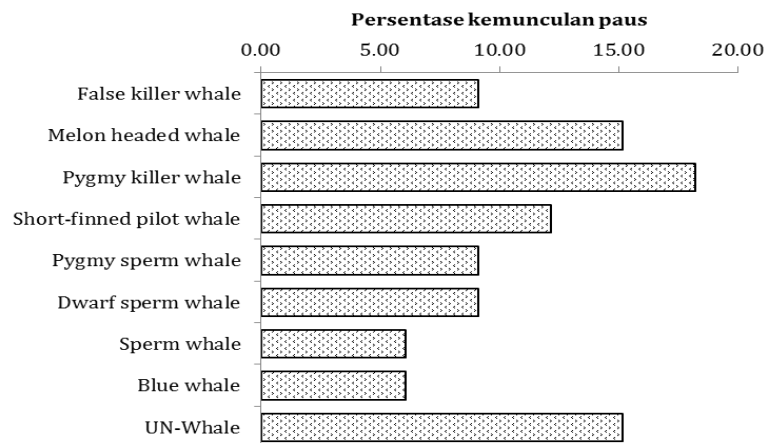 Persentase kemunculan paus
0.00 5.00 10.00 15.00 20.00
False killer whale
Melon headed whale
Pygmy killer whale
Short-finned pilot whale
Pygmy sperm whale
Dwarf sperm whale
Sperm whale
Blue whale
UN-Whale